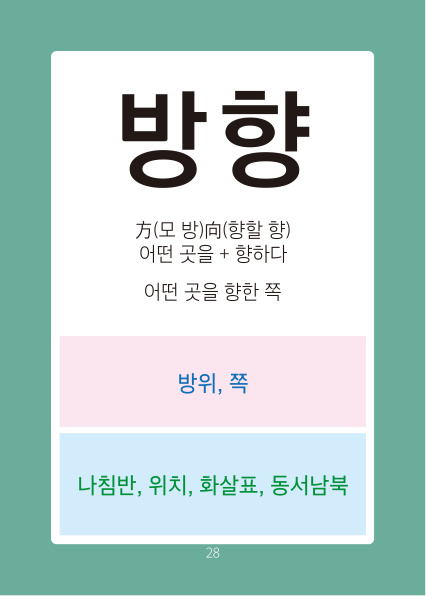 방향
方(모 방)向(향할 향)
어떤 곳을 + 향하다
어떤 곳을 향한 쪽
방위, 쪽
나침반, 위치, 화살표, 동서남북
28